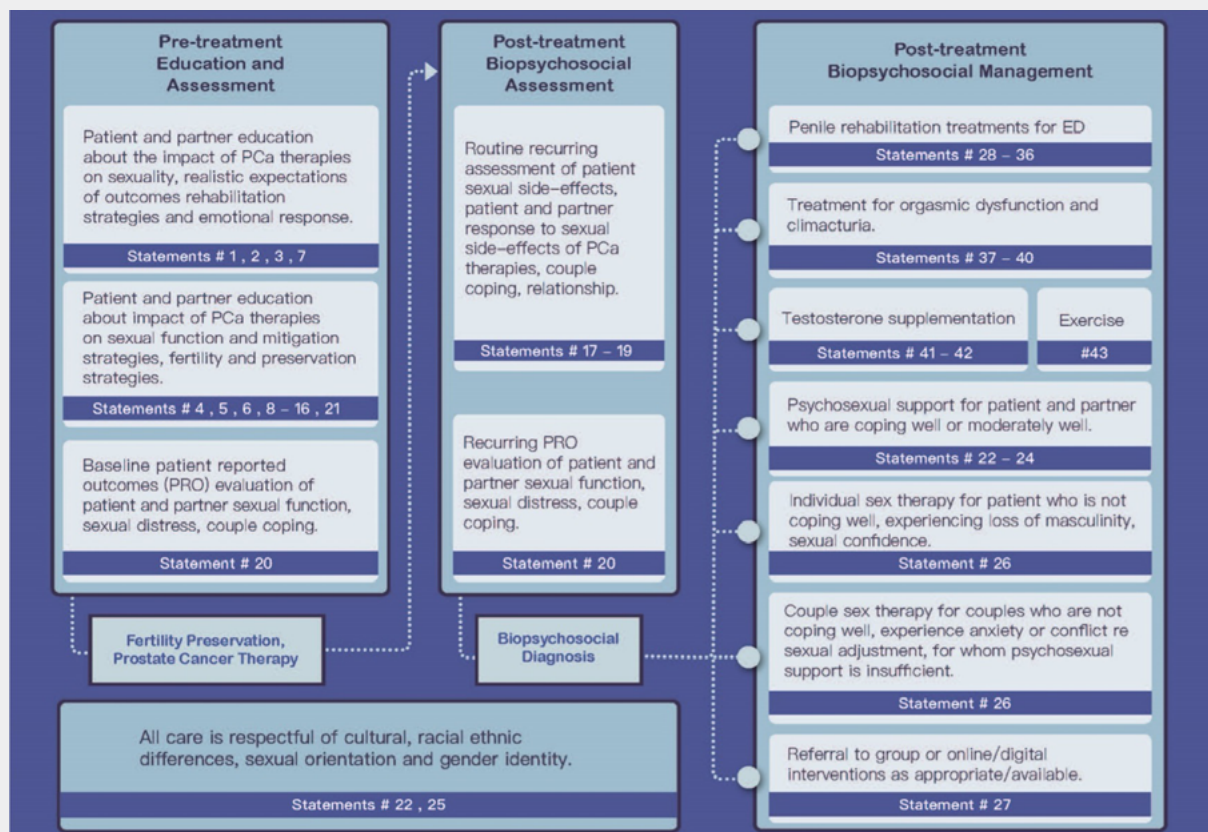 Pre-treatment
Education and
Assessment
Patient and partner education
about the impact of PCa therapies
on sexuality, realistic expectations
of outcomes rehabilitation
strategies and emotional response.
Statements # 1 , 2 , 3 , 7
Patient and partner education
about impact of PCa therapies
on sexual function and mitigation
strategies, fertility and preservation
strategies.
Statements # 4 , 5 , 6 , 8 – 16 , 21
Baseline patient reported
outcomes (PRO) evaluation of
patient and partner sexual function,
sexual distress, couple coping.
Statement # 20
Fertility Preservation,
Prostate Cancer Therapy
Post-treatment
Biopsychosocial
Assessment
Routine recurring
assessment of patient
sexual side–effects,
patient and partner
response to sexual
side–effects of PCa
therapies, couple
coping, relationship.
Statements # 17 – 19
Recurring PRO
evaluation of patient and
partner sexual function,
sexual distress, couple
coping.
Statement # 20
Biopsychosocial
Diagnosis
Post-treatment
Biopsychosocial Management
Penile rehabilitation treatments for ED
Statements # 28 – 36
Treatment for orgasmic dysfunction and
climacturia.
Statements # 37 – 40
Testosterone supplementation
Statements # 41 – 42
Exercise
#43
Psychosexual support for patient and partner
who are coping well or moderately well.
Statements # 22 – 24
Individual sex therapy for patient who is not
coping well, experiencing loss of masculinity,
sexual confidence.
Statement # 26
Couple sex therapy for couples who are not
coping well, experience anxiety or conflict re
sexual adjustment, for whom psychosexual
support is insufficient.
Statement # 26
Referral to group or online/digital
interventions as appropriate/available.
Statement # 27
All care is respectful of cultural, racial ethnic
differences, sexual orientation and gender identity.
Statements # 22 , 25